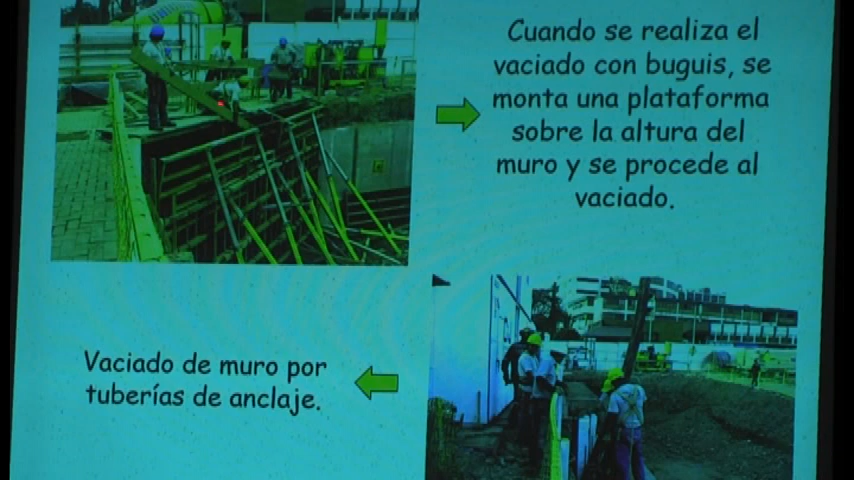 Cuando se realiza el
vaciado con buguis, se
monta una plataforma
sobre la altura del
muro y se procede al
vaciado.
Vaciado de muro por
tuberías de anclaje.